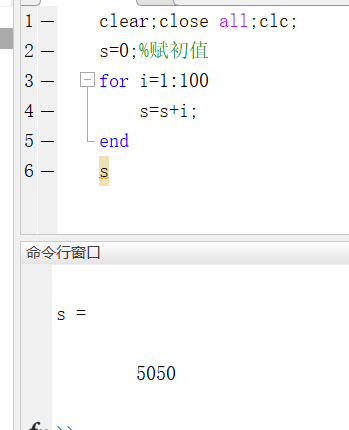 1 — clear;close all;clc;
2 — s=0;%赋初值
3 — for i=1:100
4 — s=s+i;
5 — end
6 — s
命令行窗口
s =
5050
fx >>